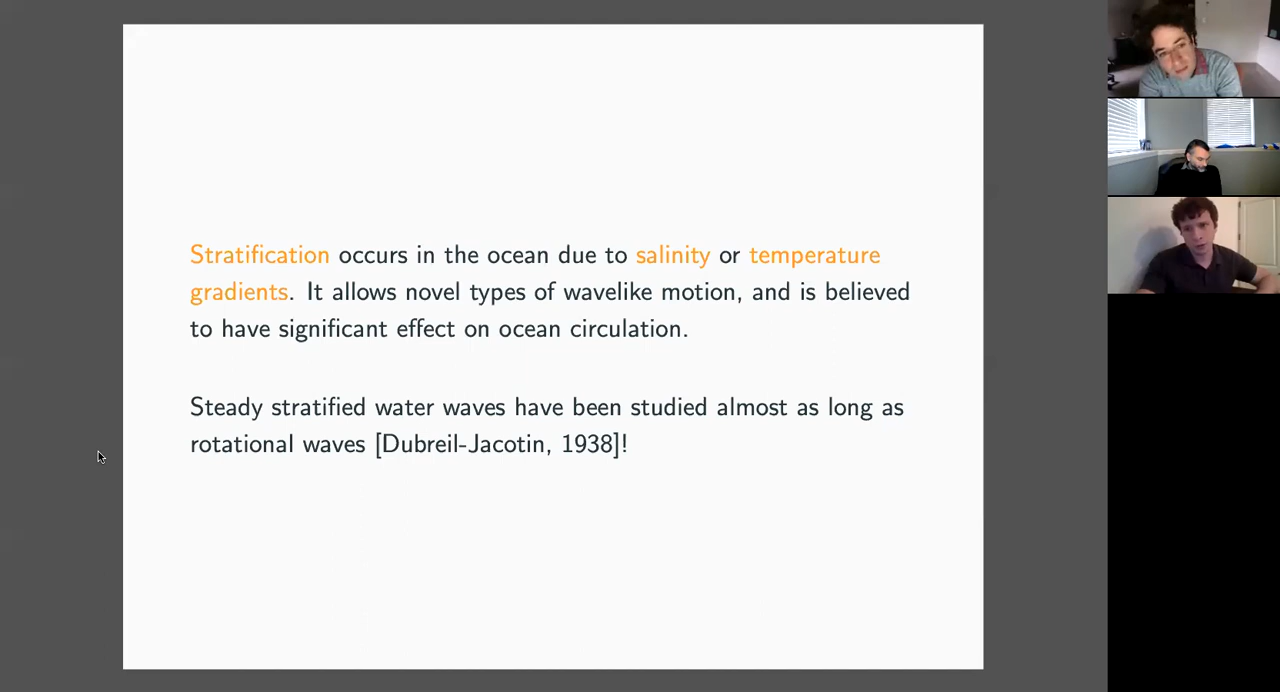 Stratification occurs in the ocean due to salinity or temperature
gradients. It allows novel types of wavelike motion, and is believed
to have significant effect on ocean circulation.
Steady stratified water waves have been studied almost as long as
rotational waves [Dubreil-Jacotin, 1938]!